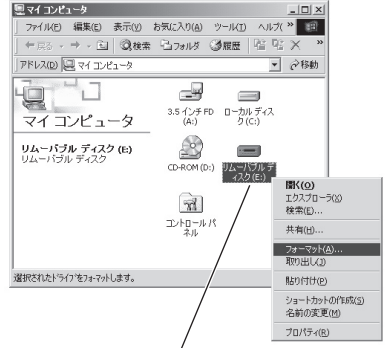 マイ コンピュータ
ファイル(F) 編集(E) 表示(V) お気に入り(A) ツール(T) ヘルプ( »
戻る 検索 フォルダ 履歴 »
アドレス(D) マイ コンピュータ 移動
マイ コンピュータ
リムーバブル ディスク (E:)
リムーバブル ディスク
3.5 インチ FD
(A:)
ローカル ディス
ク (C:)
CD-ROM (D:)
リムーバブル デ
ィスク (E:)
コントロール パ
ネル
開く(O)
エクスプローラ(X)
検索(E)...
共有(H)...
フォーマット(A)...
取り出し(J)
貼り付け(P)
ショートカットの作成(S)
名前の変更(M)
プロパティ(R)
選択されたドライブをフォーマットします。